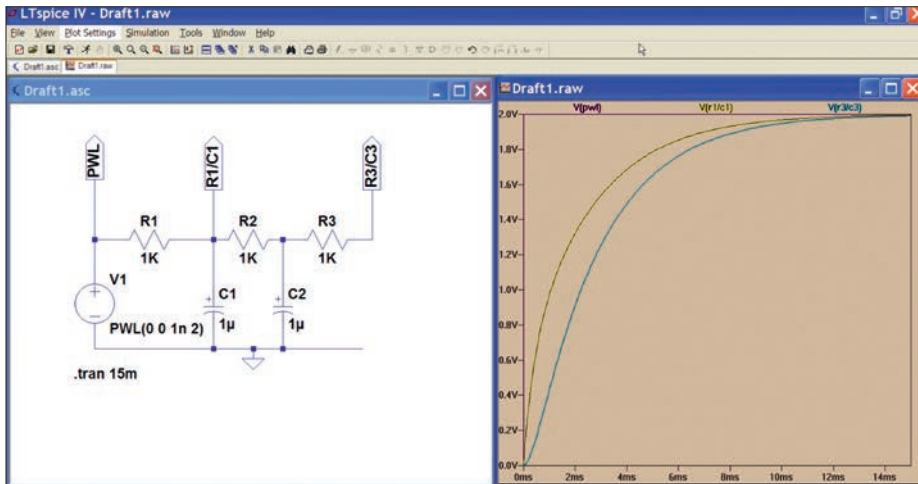 LTspice IV - Draft1.raw
File View Plot Settings Simulation Tools Window Help
Draft1.asc Draft1.raw
Draft1.asc
PWL
R1/C1
R3/C3
R1
R2
R3
1K
1K
1K
V1
C1
C2
1µ
1µ
PWL(0 0 1n 2)
.tran 15m
Draft1.raw
V(pwl) V(r1/c1) V(r3/c3)
2.0V
1.8V
1.6V
1.4V
1.2V
1.0V
0.8V
0.6V
0.4V
0.2V
0.0V
0ms 2ms 4ms 6ms 8ms 10ms 12ms 14ms